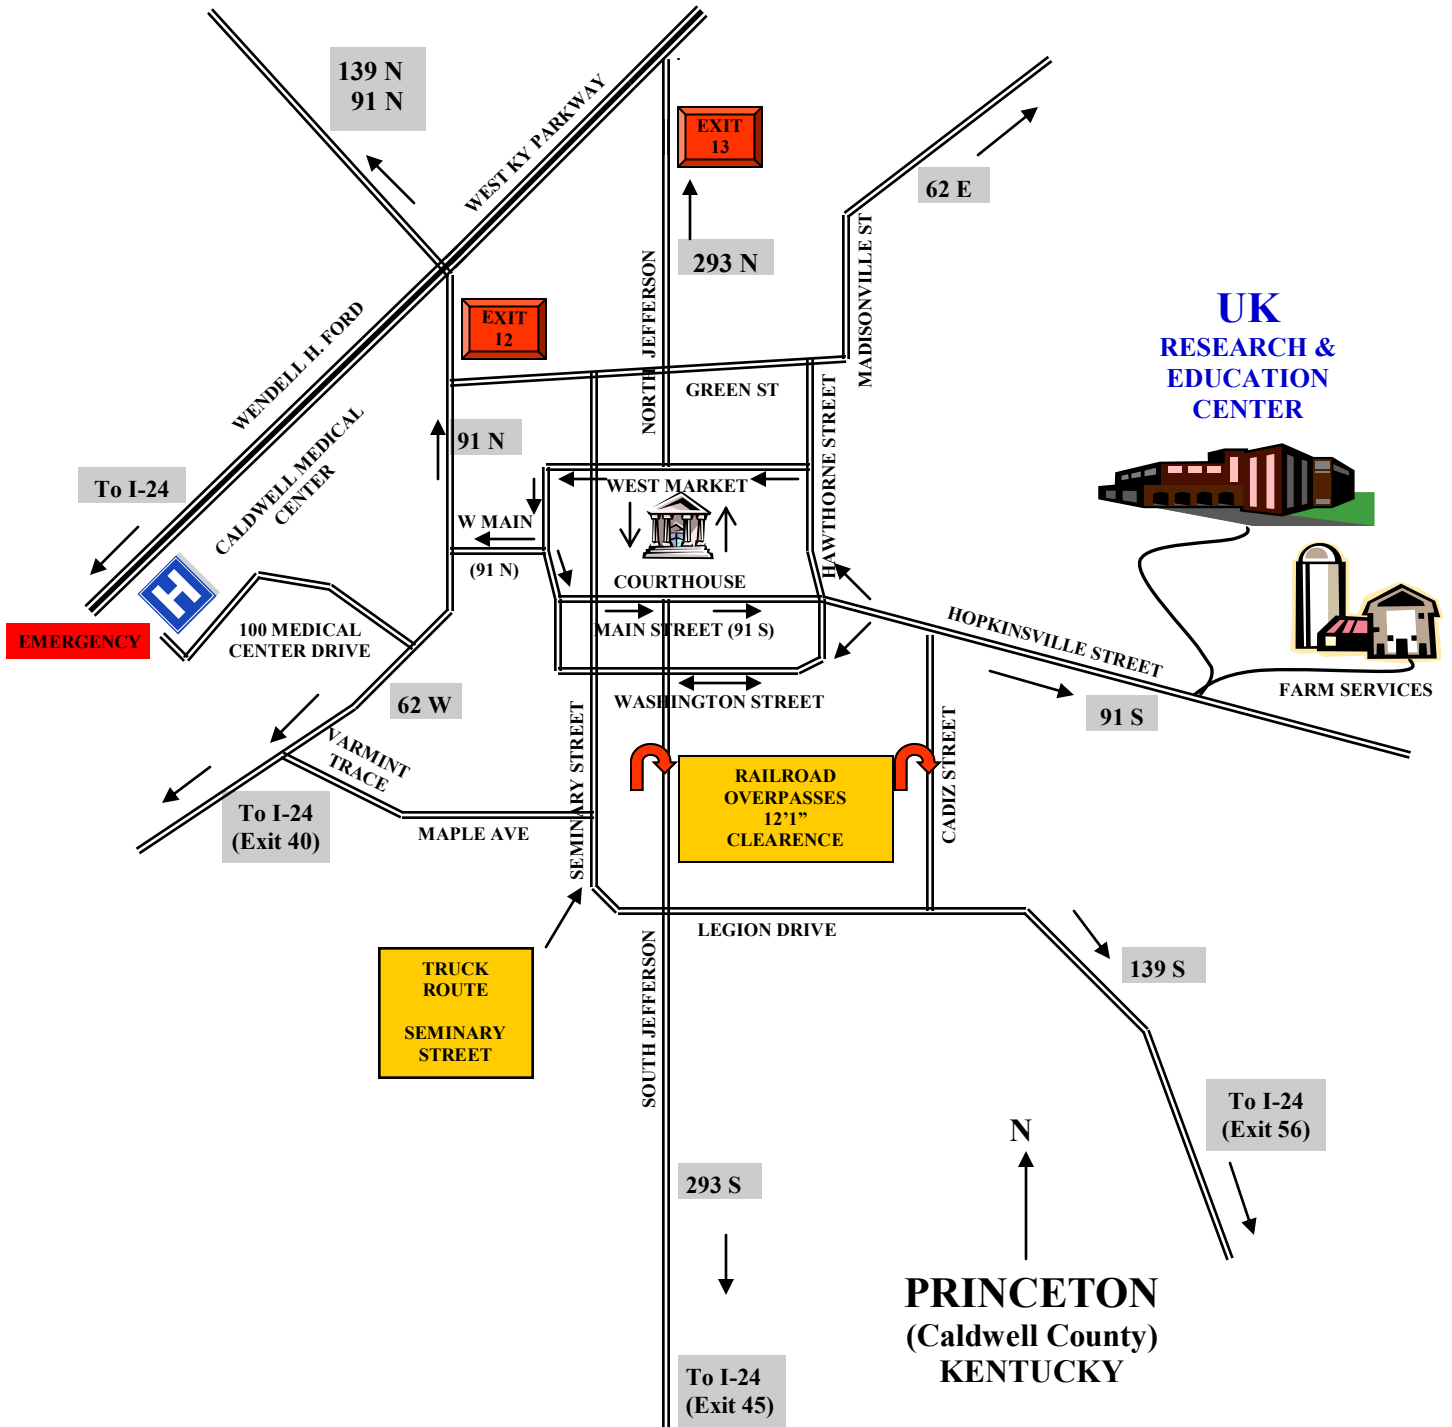 139 N
91 N
WEST KY PARKWAY
EXIT
13
62 E
293 N
NORTH JEFFERSON
MADISONVILLE ST
UK
RESEARCH &
EDUCATION
CENTER
EXIT
12
WENDELL H. FORD
GREEN ST
HAWTHORNE STREET
CALDWELL MEDICAL
CENTER
91 N
To I-24
WEST MARKET
W MAIN
(91 N)
COURTHOUSE
H
EMERGENCY
100 MEDICAL
CENTER DRIVE
MAIN STREET (91 S)
HOPKINSVILLE STREET
FARM SERVICES
62 W
WASHINGTON STREET
91 S
VARMINT
TRACE
SEMINARY STREET
RAILROAD
OVERPASSES
12’1”
CLEARENCE
CADIZ STREET
To I-24
(Exit 40)
MAPLE AVE
LEGION DRIVE
SOUTH JEFFERSON
TRUCK
ROUTE
SEMINARY
STREET
139 S
To I-24
(Exit 56)
N
293 S
PRINCETON
(Caldwell County)
KENTUCKY
To I-24
(Exit 45)